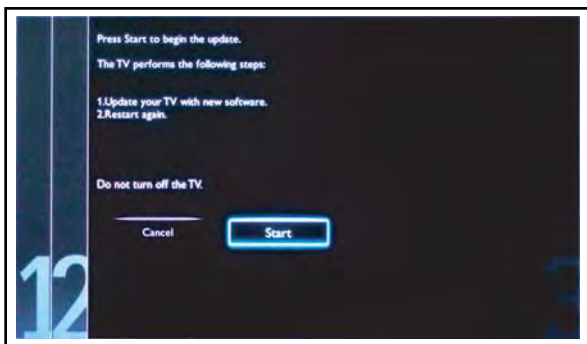 Press Start to begin the update.
The TV performs the following steps:
1.Update your TV with new software.
2.Restart again.
Do not turn off the TV.
Cancel
Start
12
3